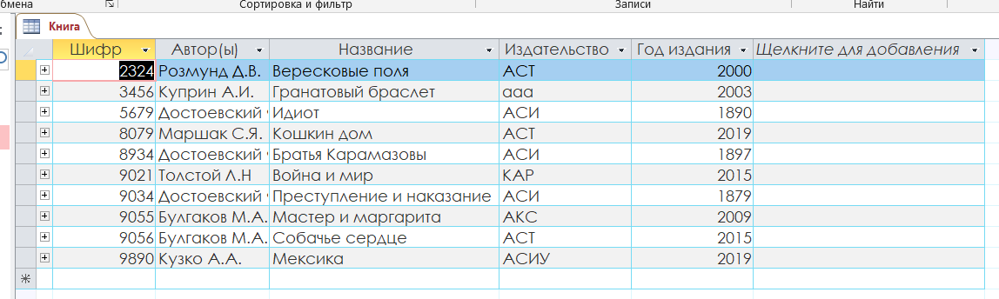 бмена Сортировка и фильтр Записи Найти
Книга
Шифр Автор(ы) Название Издательство Год издания Щелкните для добавления
2324 Розмунд Д.В. Вересковые поля АСТ 2000
3456 Куприн А.И. Гранатовый браслет ааа 2003
5679 Достоевский Идиот АСИ 1890
8079 Маршак С.Я. Кошкин дом АСТ 2019
8934 Достоевский Братья Карамазовы АСИ 1897
9021 Толстой Л.Н Война и мир КАР 2015
9034 Достоевский Преступление и наказание АСИ 1879
9055 Булгаков М.А. Мастер и маргарита АКС 2009
9056 Булгаков М.А. Собачье сердце АСТ 2015
9890 Кузко А.А. Мексика АСИУ 2019